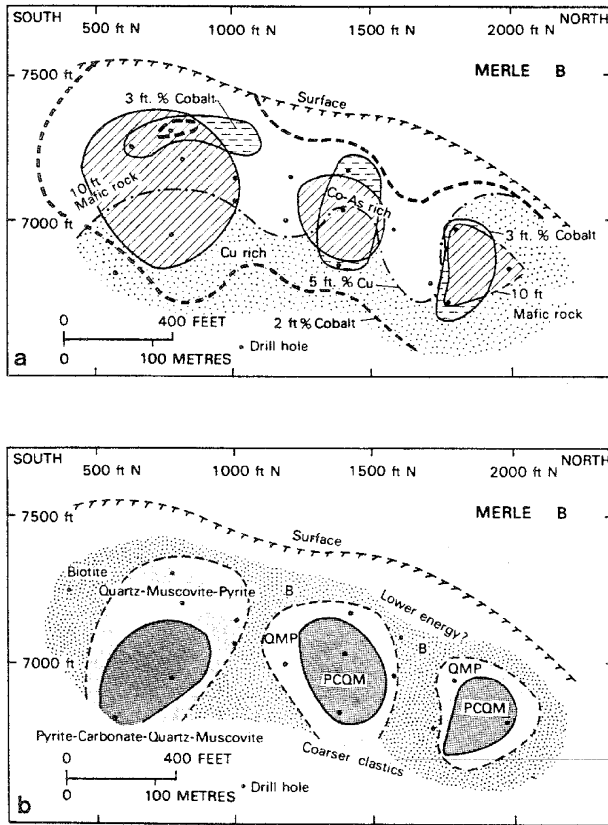 SOUTH NORTH
500 ft N 1000 ft N 1500 ft N 2000 ft N
7500 ft
MERLE B
3 ft. % Cobalt
Surface
10 ft
Mafic rock
Co-As rich
7000 ft
3 ft. % Cobalt
Cu rich
5 ft. % Cu
10 ft
Mafic rock
2 ft % Cobalt
0 400 FEET
0 100 METRES
Drill hole
a
SOUTH NORTH
500 ft N 1000 ft N 1500 ft N 2000 ft N
7500 ft
MERLE B
Surface
Biotite
Quartz-Muscovite-Pyrite
B
Lower energy?
B
7000 ft
QMP
QMP
PCQM
PCQM
Pyrite-Carbonate-Quartz-Muscovite
Coarser clastics
0 400 FEET
0 100 METRES
Drill hole
b